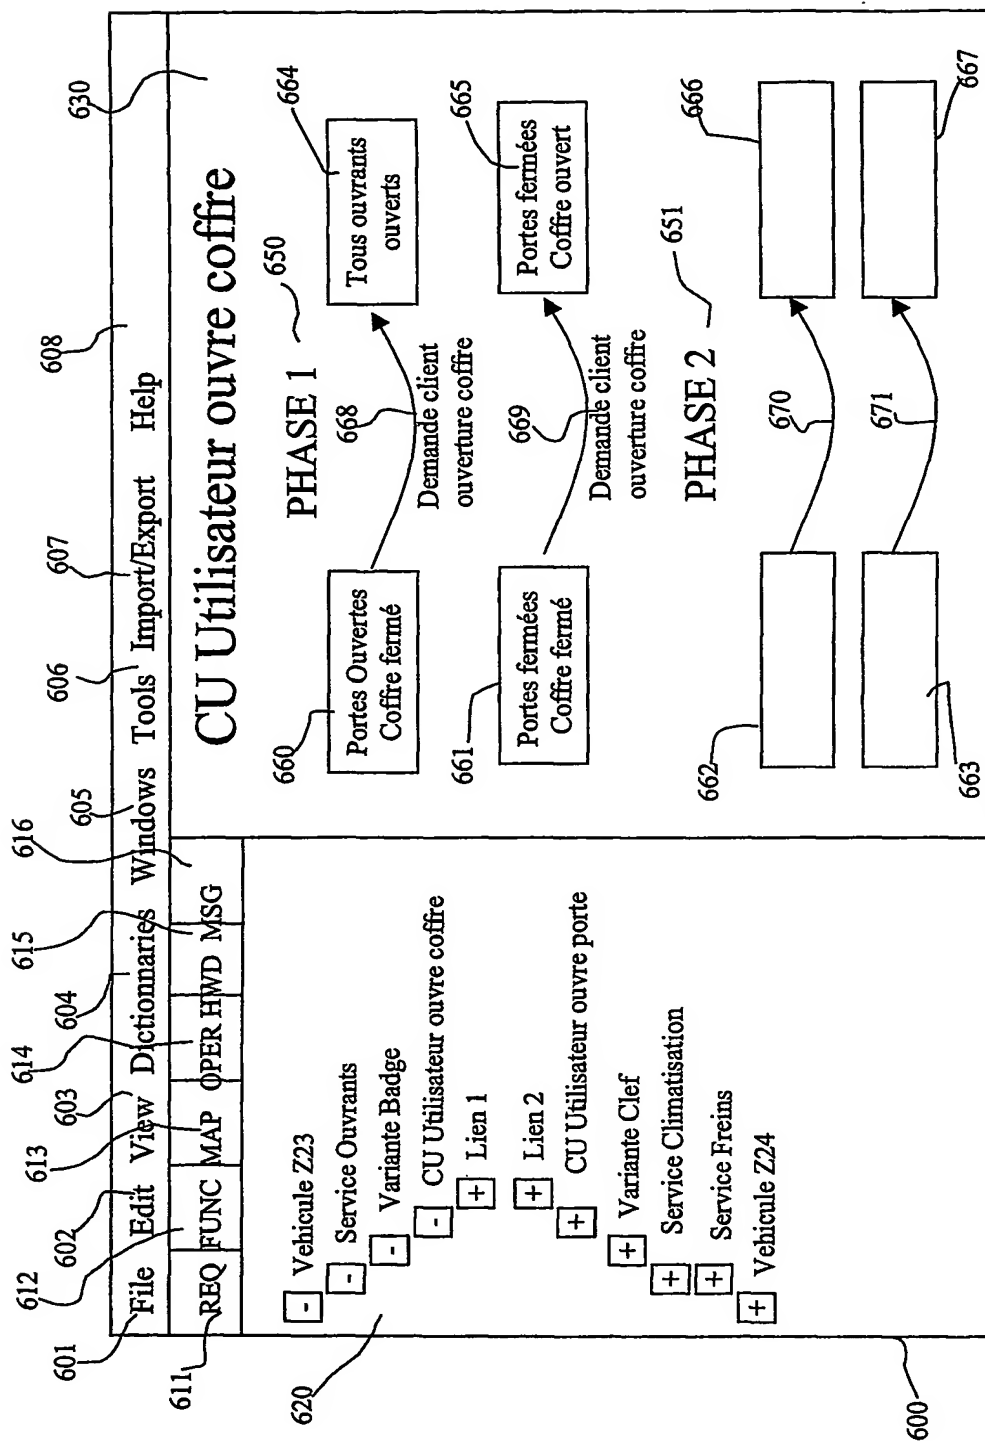 601 602 603 604 605 606 607 608 630
File Edit View Dictionnaries Windows Tools Import/Export Help
611 612 613 614 615 616
REQ FUNC MAP OPER HWD MSG
620
- Vehicule Z23
- Service Ouvrants
- Variante Badge
- CU Utilisateur ouvre coffre
+ Lien 1
+ Lien 2
+ CU Utilisateur ouvre porte
+ Variante Clef
+ Service Climatisation
+ Service Freins
+ Vehicule Z24
600
CU Utilisateur ouvre coffre
PHASE 1
650
660
Portes Ouvertes
Coffre fermé
668
Demande client
ouverture coffre
664
Tous ouvrants
ouverts
661
Portes fermées
Coffre fermé
669
Demande client
ouverture coffre
665
Portes fermées
Coffre ouvert
PHASE 2
651
662
670
666
663
671
667